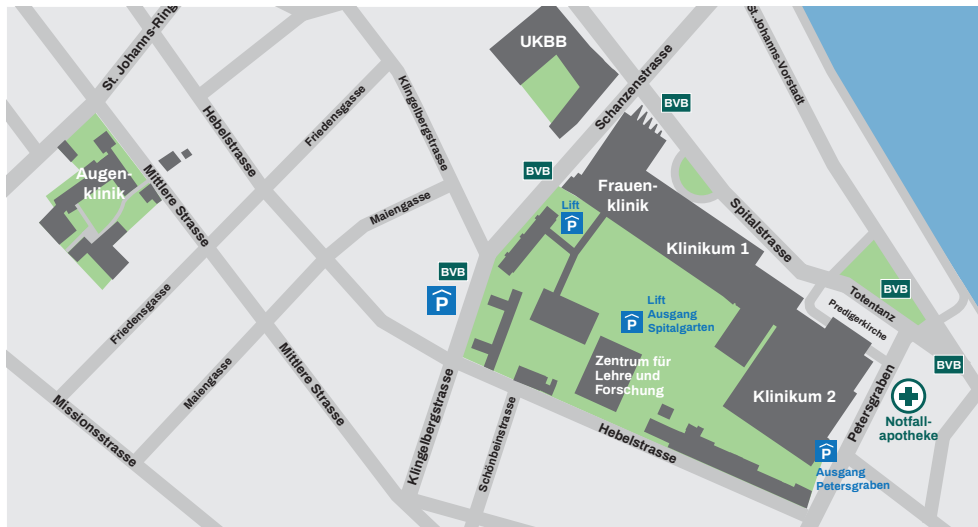 St. Johanns-Ring
UKBB
Schanzenstrasse
St. Johanns-Vorstadt
BVB
Klingelbergstrasse
Friedensgasse
Hebelstrasse
Augen-
klinik
Mittlere Strasse
BVB
Frauen-
klinik
Lift
P
Maiengasse
Spitalstrasse
Klinikum 1
BVB
P
BVB
Totentanz
Predigerkirche
Lift
Ausgang
Spitalgarten
P
Friedensgasse
Zentrum für
Lehre und
Forschung
BVB
Klinikum 2
Petersgraben
Notfall-
apotheke
Maiengasse
Mittlere Strasse
Missionsstrasse
Klingelbergstrasse
Schönbeinstrasse
Hebelstrasse
P
Ausgang
Petersgraben